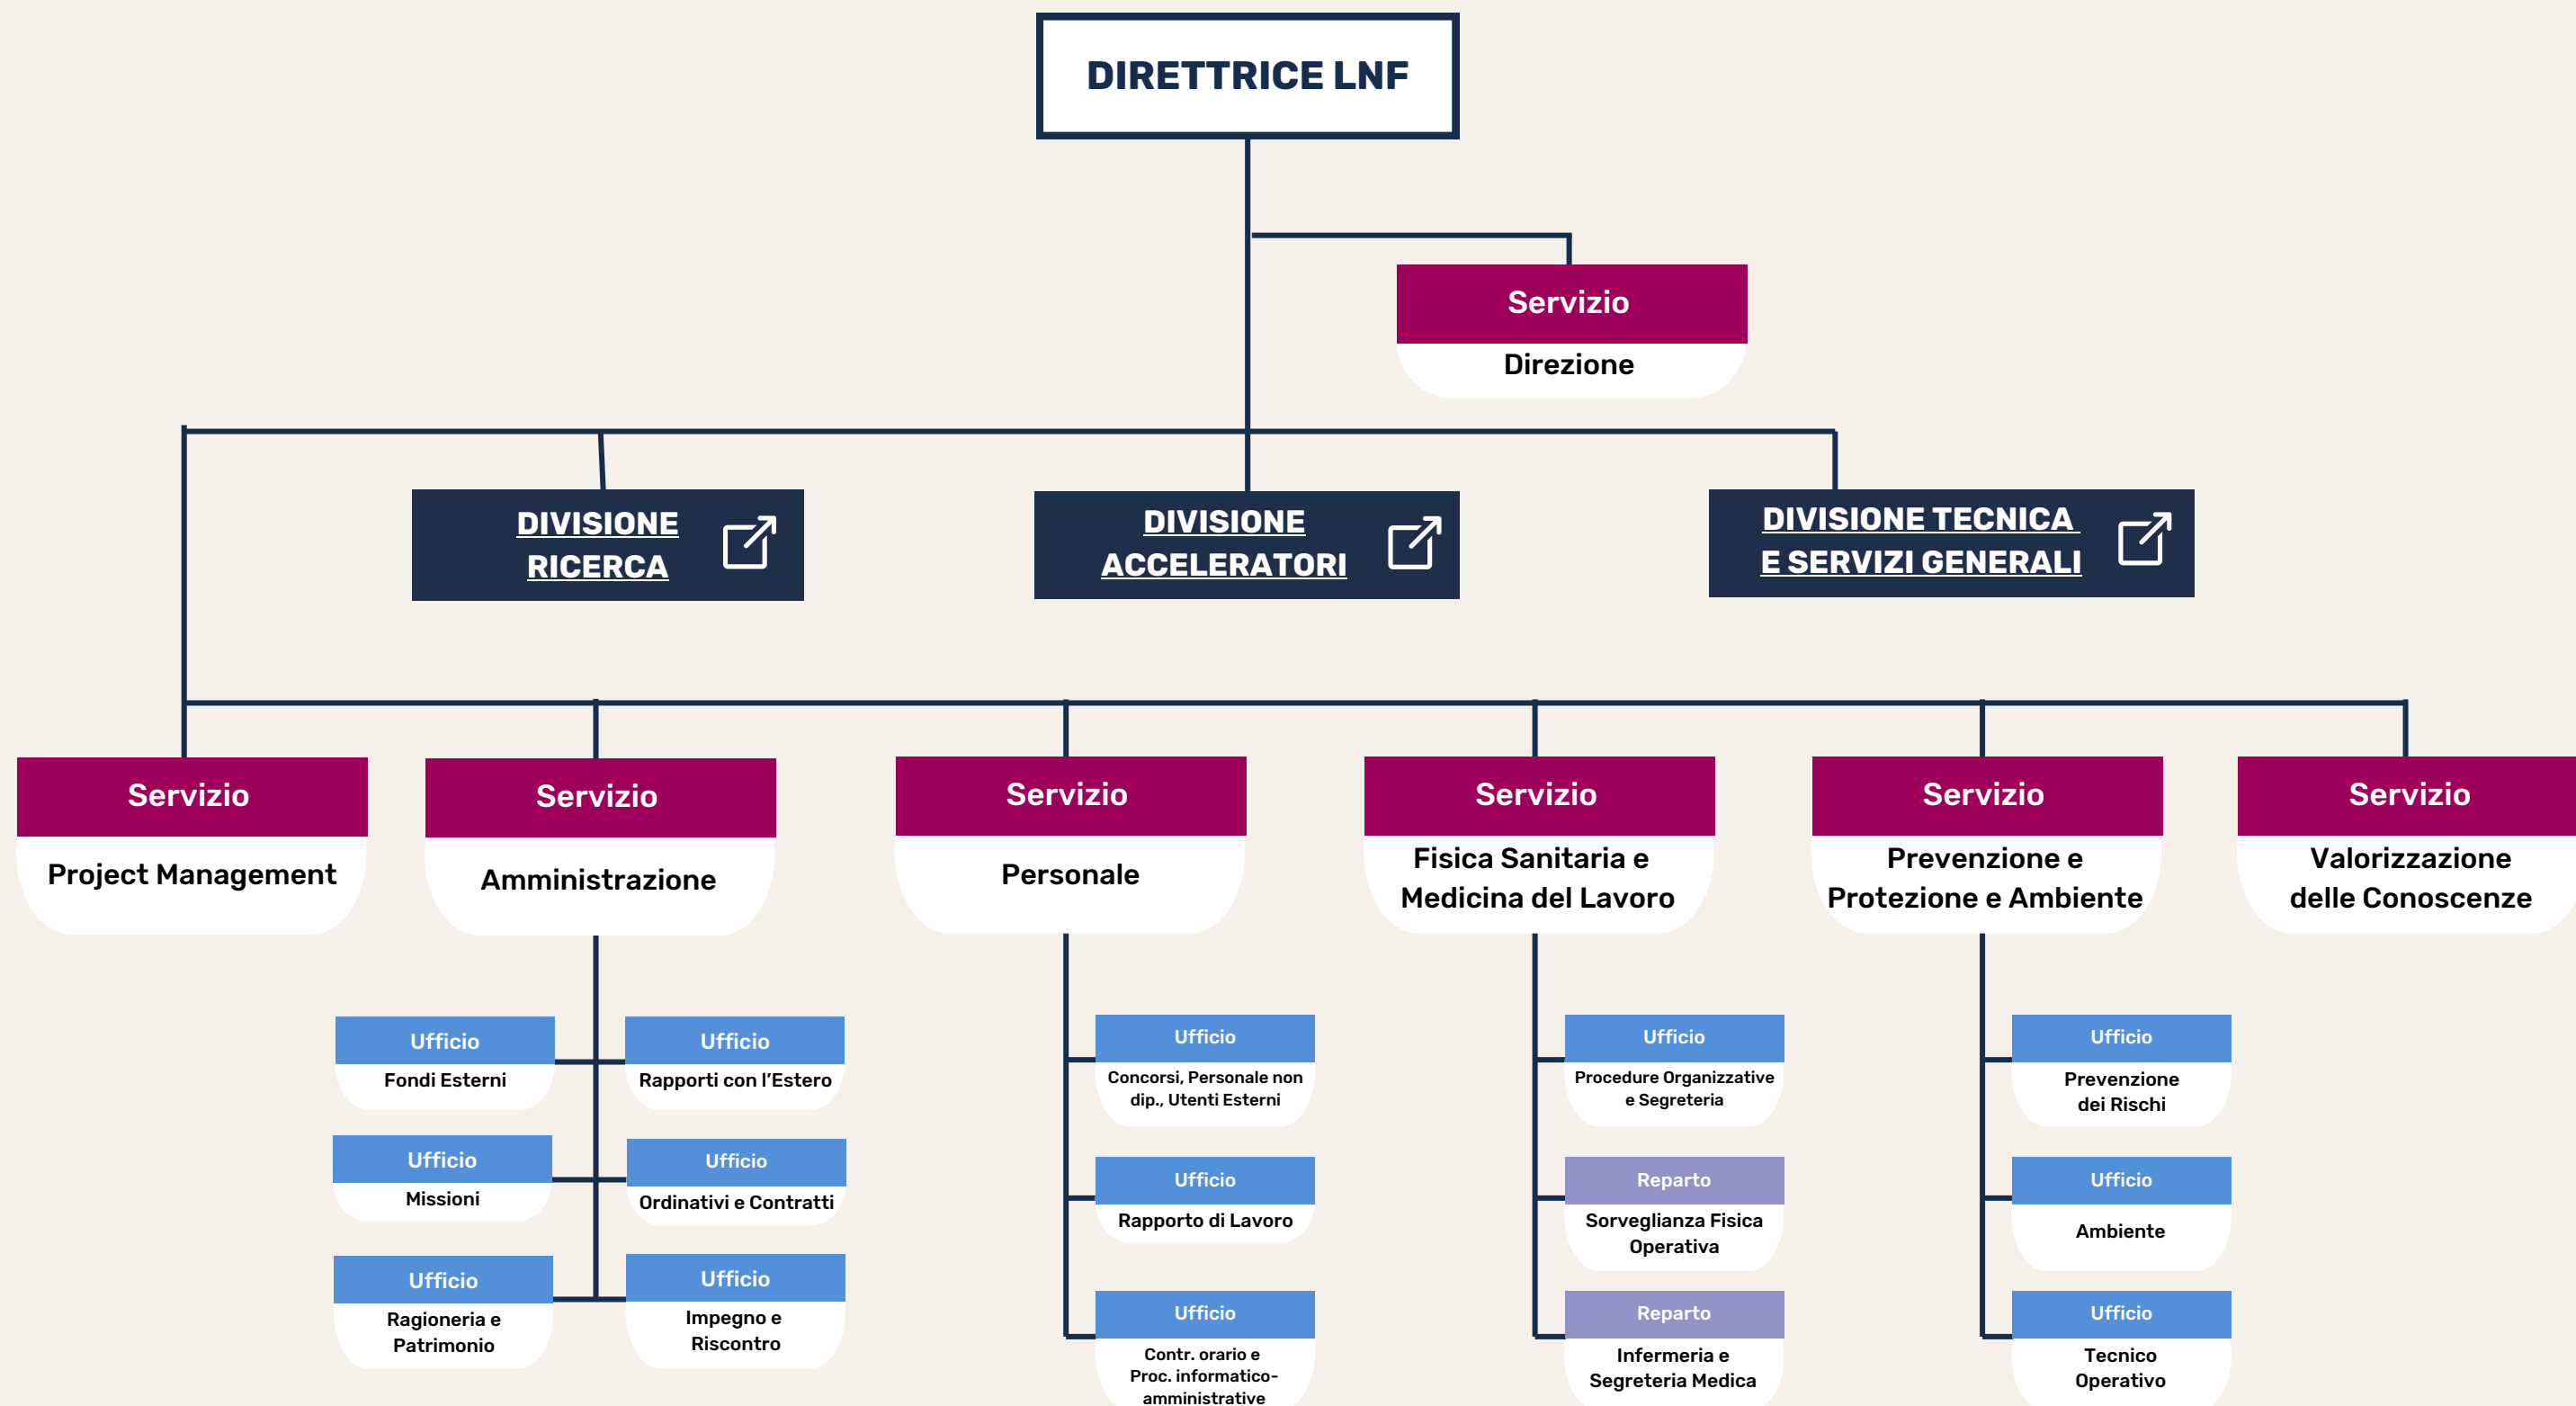 DIRETTRICE LNF
Servizio
Direzione
DIVISIONE
RICERCA
DIVISIONE
ACCELERATORI
DIVISIONE TECNICA
E SERVIZI GENERALI
Servizio
Project Management
Servizio
Amministrazione
Servizio
Personale
Servizio
Fisica Sanitaria e
Medicina del Lavoro
Servizio
Prevenzione e
Protezione e Ambiente
Servizio
Valorizzazione
delle Conoscenze
Ufficio
Fondi Esterni
Ufficio
Rapporti con l’Estero
Ufficio
Missioni
Ufficio
Ordinativi e Contratti
Ufficio
Ragioneria e
Patrimonio
Ufficio
Impegno e
Riscontro
Ufficio
Concorsi, Personale non
dip., Utenti Esterni
Ufficio
Rapporto di Lavoro
Ufficio
Contr. orario e
Proc. informatico-
amministrative
Ufficio
Procedure Organizzative
e Segreteria
Reparto
Sorveglianza Fisica
Operativa
Reparto
Infermeria e
Segreteria Medica
Ufficio
Prevenzione
dei Rischi
Ufficio
Ambiente
Ufficio
Tecnico
Operativo